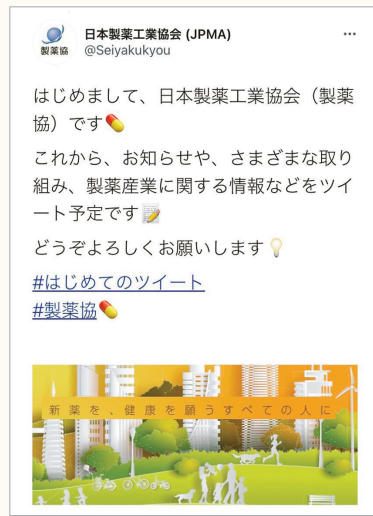 日本製薬工業協会 (JPMA)
製薬協 @Seiyakukyou
はじめまして、日本製薬工業協会（製薬
協）です💊
これから、お知らせや、さまざまな取り
組み、製薬産業に関する情報などをツイ
ート予定です📝
どうぞよろしくお願いします💡
#はじめてのツイート
#製薬協💊
新薬を、健康を願うすべての人に